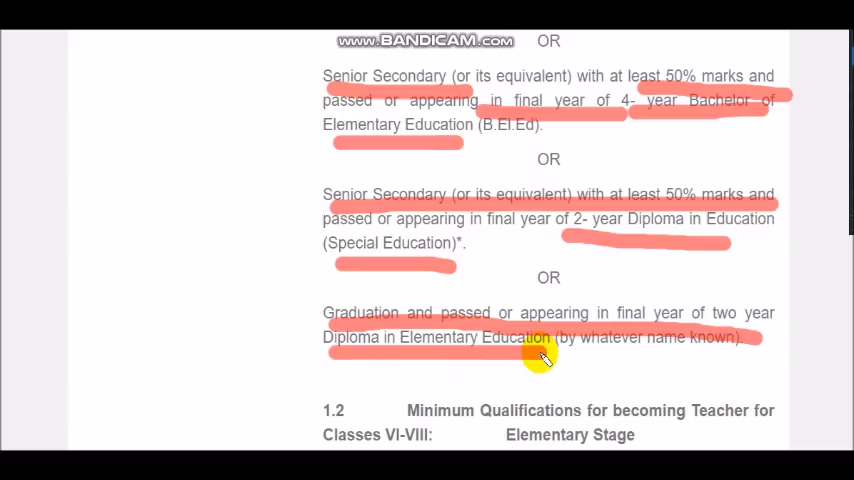 www.BANDICAM.com
OR
Senior Secondary (or its equivalent) with at least 50% marks and
passed or appearing in final year of 4- year Bachelor of
Elementary Education (B.El.Ed).
OR
Senior Secondary (or its equivalent) with at least 50% marks and
passed or appearing in final year of 2- year Diploma in Education
(Special Education)*.
OR
Graduation and passed or appearing in final year of two year
Diploma in Elementary Education (by whatever name known).
1.2 Minimum Qualifications for becoming Teacher for
Classes VI-VIII: Elementary Stage